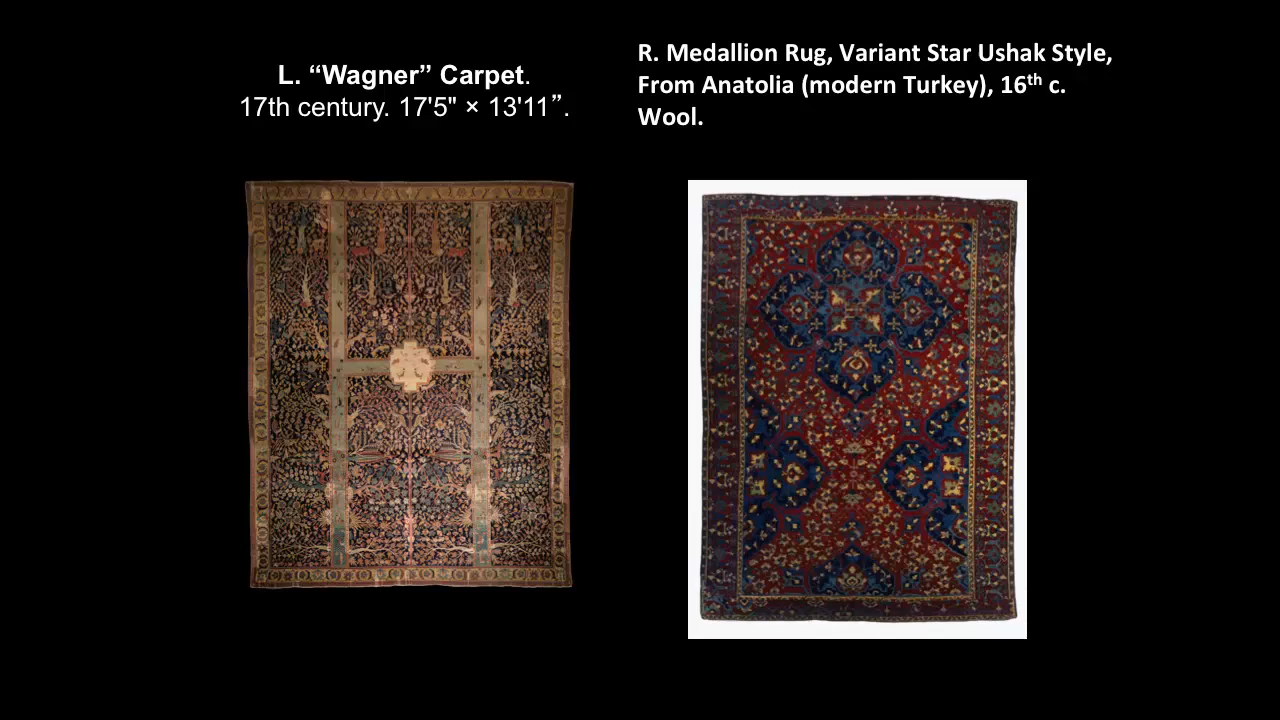 L. “Wagner” Carpet.
17th century. 17'5" × 13'11”.
R. Medallion Rug, Variant Star Ushak Style,
From Anatolia (modern Turkey), 16th c.
Wool.